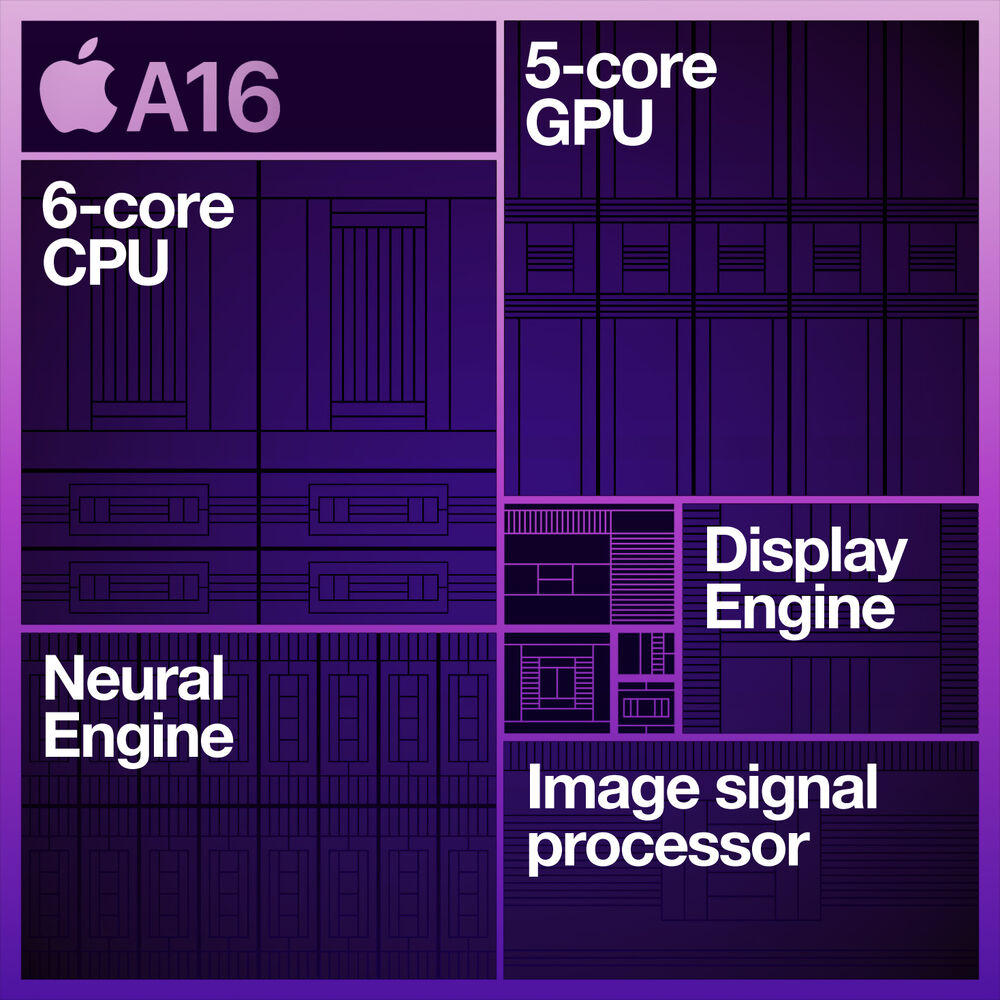 A16
6-core
CPU
5-core
GPU
Display
Engine
Neural
Engine
Image signal
processor